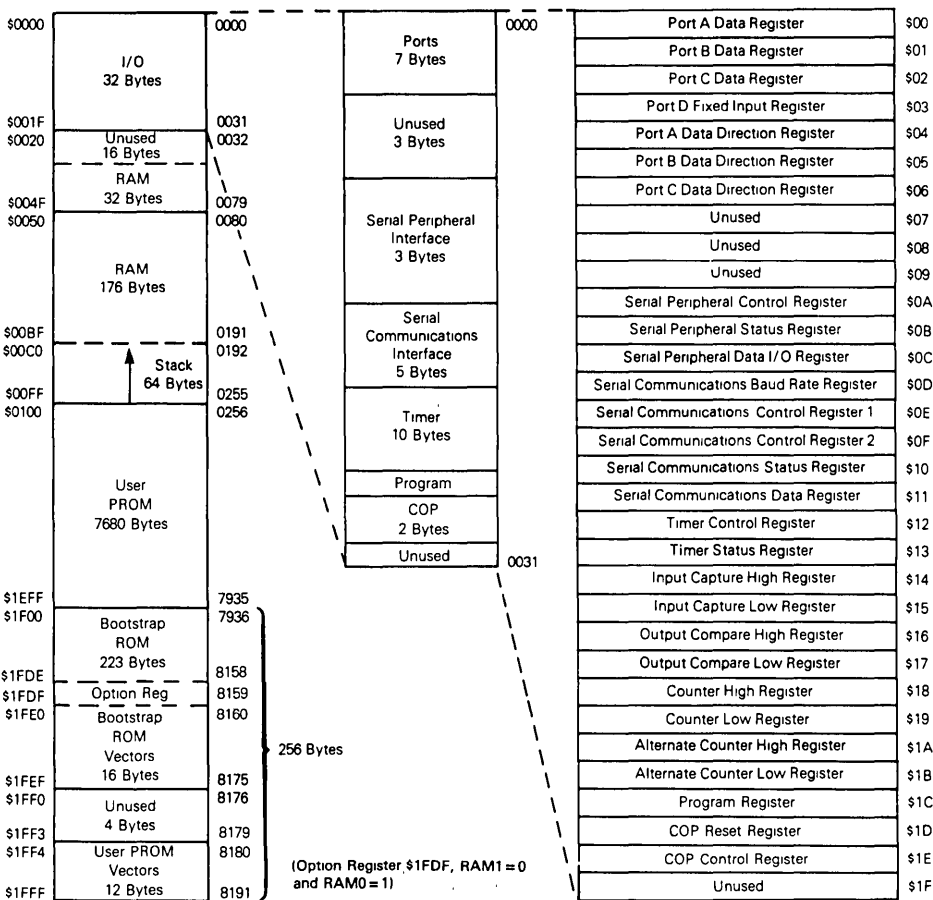 $0000
I/O
32 Bytes
0000
$001F
0031
$0020
Unused
16 Bytes
0032
RAM
32 Bytes
$004F
0079
$0050
0080
RAM
176 Bytes
$00BF
0191
$00C0
0192
Stack
64 Bytes
$00FF
0255
$0100
0256
User
PROM
7680 Bytes
$1EFF
7935
$1F00
7936
Bootstrap
ROM
223 Bytes
$1FDE
8158
$1FDF
Option Reg
8159
$1FE0
8160
Bootstrap
ROM
Vectors
16 Bytes
$1FEF
8175
$1FF0
8176
Unused
4 Bytes
$1FF3
8179
$1FF4
8180
User PROM
Vectors
12 Bytes
$1FFF
8191
256 Bytes
(Option Register $1FDF, RAM1=0
and RAM0=1)
0000
Ports
7 Bytes
Unused
3 Bytes
Serial Peripheral
Interface
3 Bytes
Serial
Communications
Interface
5 Bytes
Timer
10 Bytes
Program
COP
2 Bytes
Unused
0031
Port A Data Register $00
Port B Data Register $01
Port C Data Register $02
Port D Fixed Input Register $03
Port A Data Direction Register $04
Port B Data Direction Register $05
Port C Data Direction Register $06
Unused $07
Unused $08
Unused $09
Serial Peripheral Control Register $0A
Serial Peripheral Status Register $0B
Serial Peripheral Data I/O Register $0C
Serial Communications Baud Rate Register $0D
Serial Communications Control Register 1 $0E
Serial Communications Control Register 2 $0F
Serial Communications Status Register $10
Serial Communications Data Register $11
Timer Control Register $12
Timer Status Register $13
Input Capture High Register $14
Input Capture Low Register $15
Output Compare High Register $16
Output Compare Low Register $17
Counter High Register $18
Counter Low Register $19
Alternate Counter High Register $1A
Alternate Counter Low Register $1B
Program Register $1C
COP Reset Register $1D
COP Control Register $1E
Unused $1F